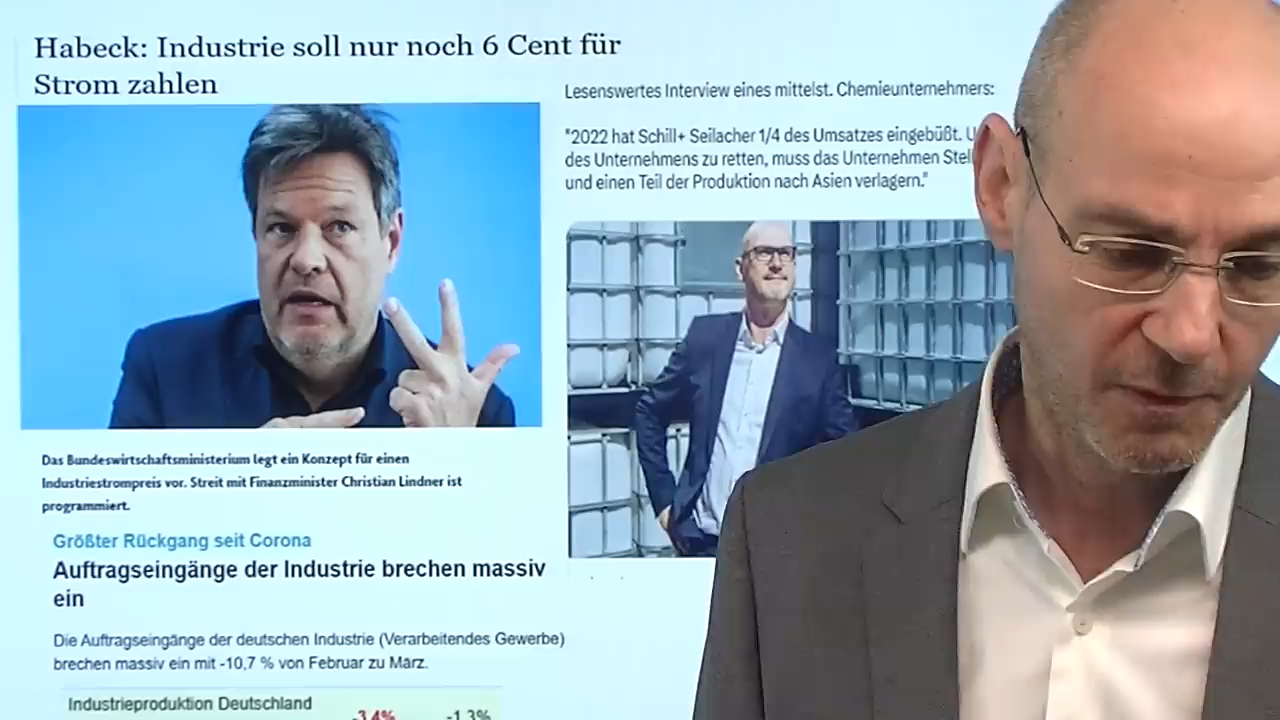 Habeck: Industrie soll nur noch 6 Cent für
Strom zahlen
Das Bundeswirtschaftsministerium legt ein Konzept für einen
Industriestrompreis vor. Streit mit Finanzminister Christian Lindner ist
programmiert.
Größter Rückgang seit Corona
Auftragseingänge der Industrie brechen massiv
ein
Die Auftragseingänge der deutschen Industrie (Verarbeitendes Gewerbe)
brechen massiv ein mit -10,7 % von Februar zu März.
Industrieproduktion Deutschland
-3,4% -1,3%
Lesenswertes Interview eines mittelst. Chemieunternehmers:
"2022 hat Schill+ Seilacher 1/4 des Umsatzes eingebüßt.
des Unternehmens zu retten, muss das Unternehmen
und einen Teil der Produktion nach Asien verlagern."